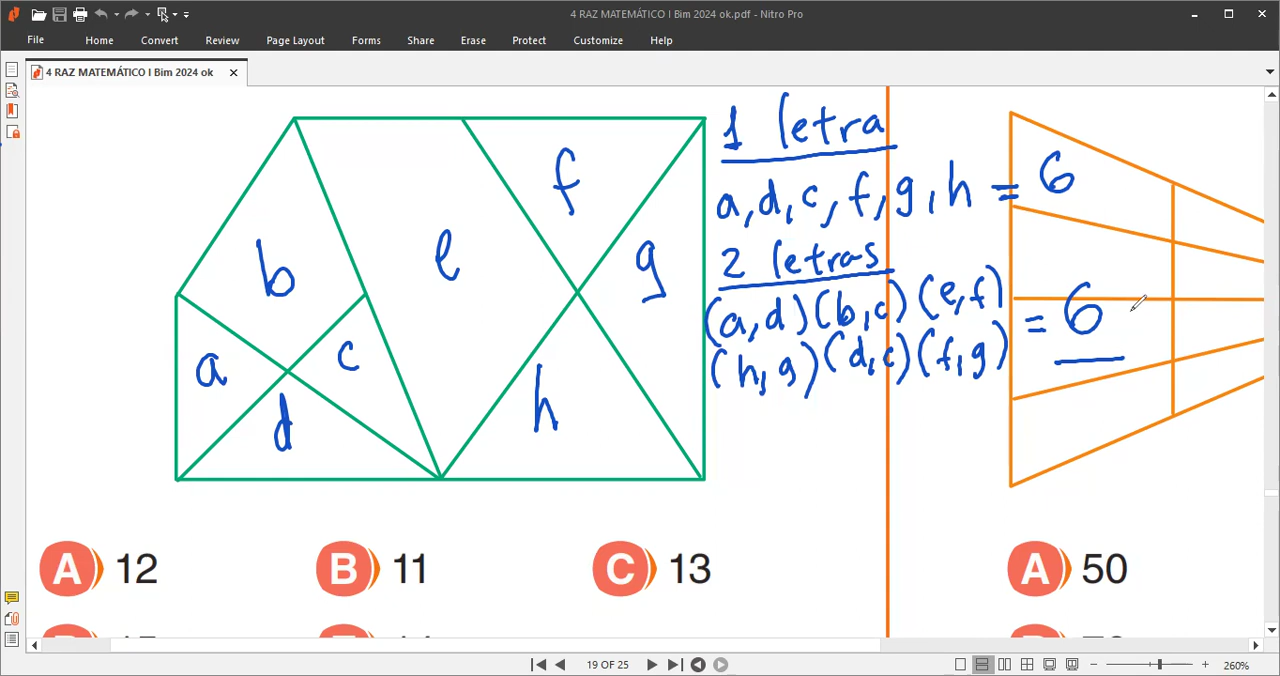 4 RAZ MATEMÁTICO I Bim 2024 ok.pdf - Nitro Pro
File Home Convert Review Page Layout Forms Share Erase Protect Customize Help
4 RAZ MATEMÁTICO I Bim 2024 ok
1 letra
a, d, c, f, g, h = 6
2 letras
(a, d) (b, c) (e, f)
(h, g) (d, c) (f, g) = 6
b
e
f
g
a
c
d
h
A 12 B 11 C 13
A 50
19 OF 25
260%